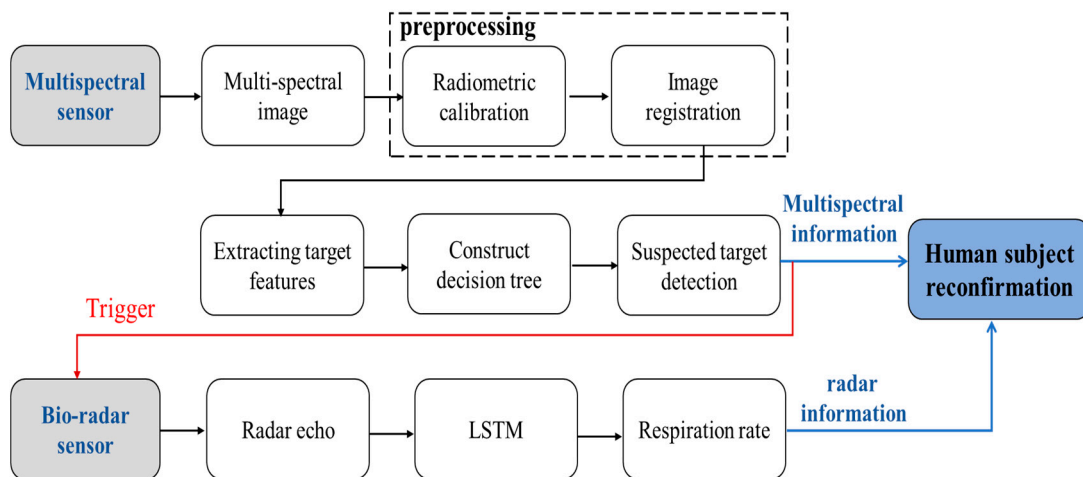 preprocessing
Multispectral
sensor
Multi-spectral
image
Radiometric
calibration
Image
registration
Extracting target
features
Construct
decision tree
Suspected target
detection
Multispectral
information
Human subject
reconfirmation
Trigger
Bio-radar
sensor
Radar echo
LSTM
Respiration rate
radar
information